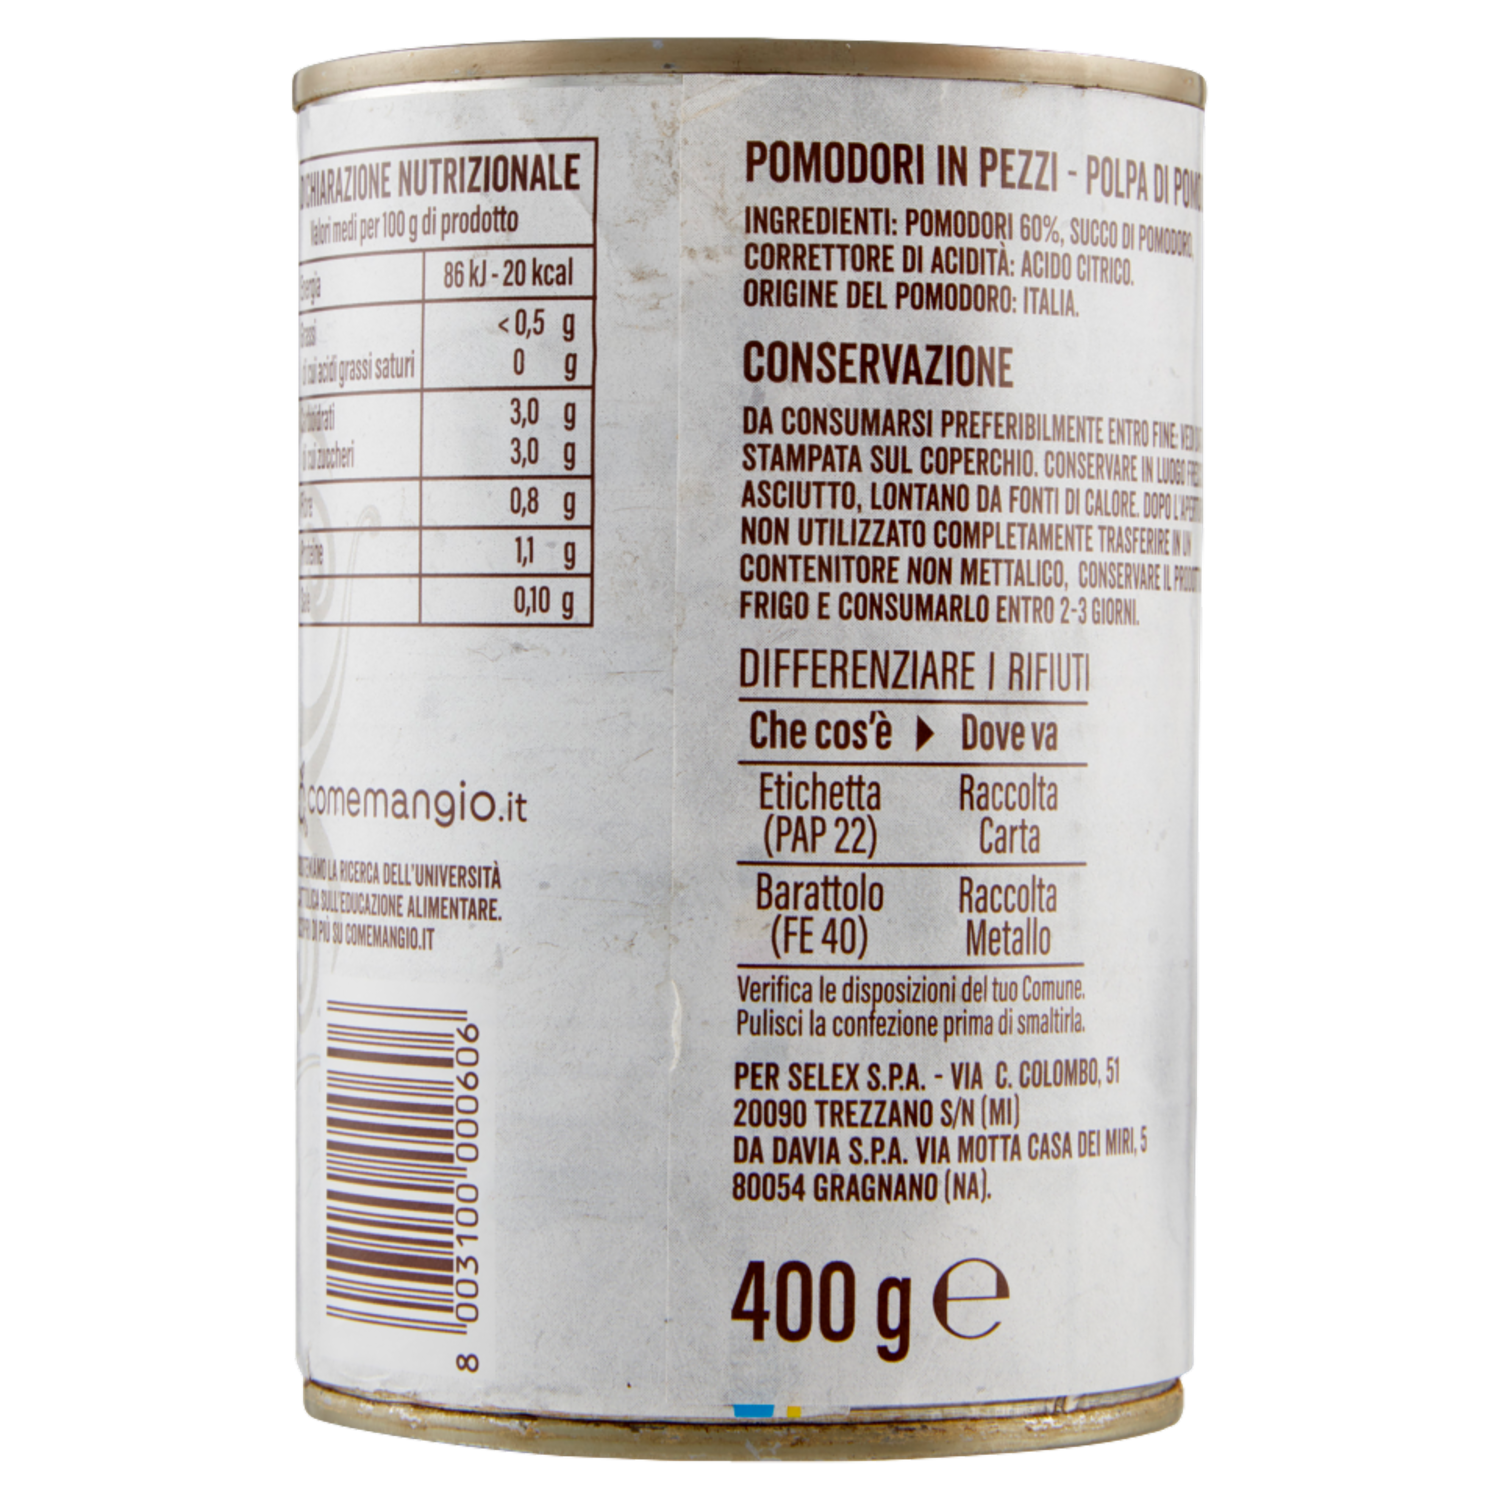 DICHIARAZIONE NUTRIZIONALE
Valori medi per 100 g di prodotto
Energia 86 kJ - 20 kcal
Grassi < 0,5 g
di cui acidi grassi saturi 0 g
Carboidrati 3,0 g
di cui zuccheri 3,0 g
Fibre 0,8 g
Proteine 1,1 g
Sale 0,10 g
comemangio.it
LA RICERCA DELL'UNIVERSITÀ
SULL'EDUCAZIONE ALIMENTARE.
DI PIÙ SU COMEMANGIO.IT
8 003100 000606
POMODORI IN PEZZI - POLPA DI
INGREDIENTI: POMODORI 60%, SUCCO DI POMODORO,
CORRETTORE DI ACIDITÀ: ACIDO CITRICO.
ORIGINE DEL POMODORO: ITALIA.
CONSERVAZIONE
DA CONSUMARSI PREFERIBILMENTE ENTRO FINE:
STAMPATA SUL COPERCHIO. CONSERVARE IN LUOGO
ASCIUTTO, LONTANO DA FONTI DI CALORE. DOPO
NON UTILIZZATO COMPLETAMENTE TRASFERIRE IN UN
CONTENITORE NON METTALICO, CONSERVARE IL
FRIGO E CONSUMARLO ENTRO 2-3 GIORNI.
DIFFERENZIARE I RIFIUTI
Che cos'è Dove va
Etichetta Raccolta
(PAP 22) Carta
Barattolo Raccolta
(FE 40) Metallo
Verifica le disposizioni del tuo Comune.
Pulisci la confezione prima di smaltirla.
PER SELEX S.P.A. - VIA C. COLOMBO, 51
20090 TREZZANO S/N (MI)
DA DAVIA S.P.A. VIA MOTTA CASA DEI MIRI, 5
80054 GRAGNANO (NA).
400 g ℮